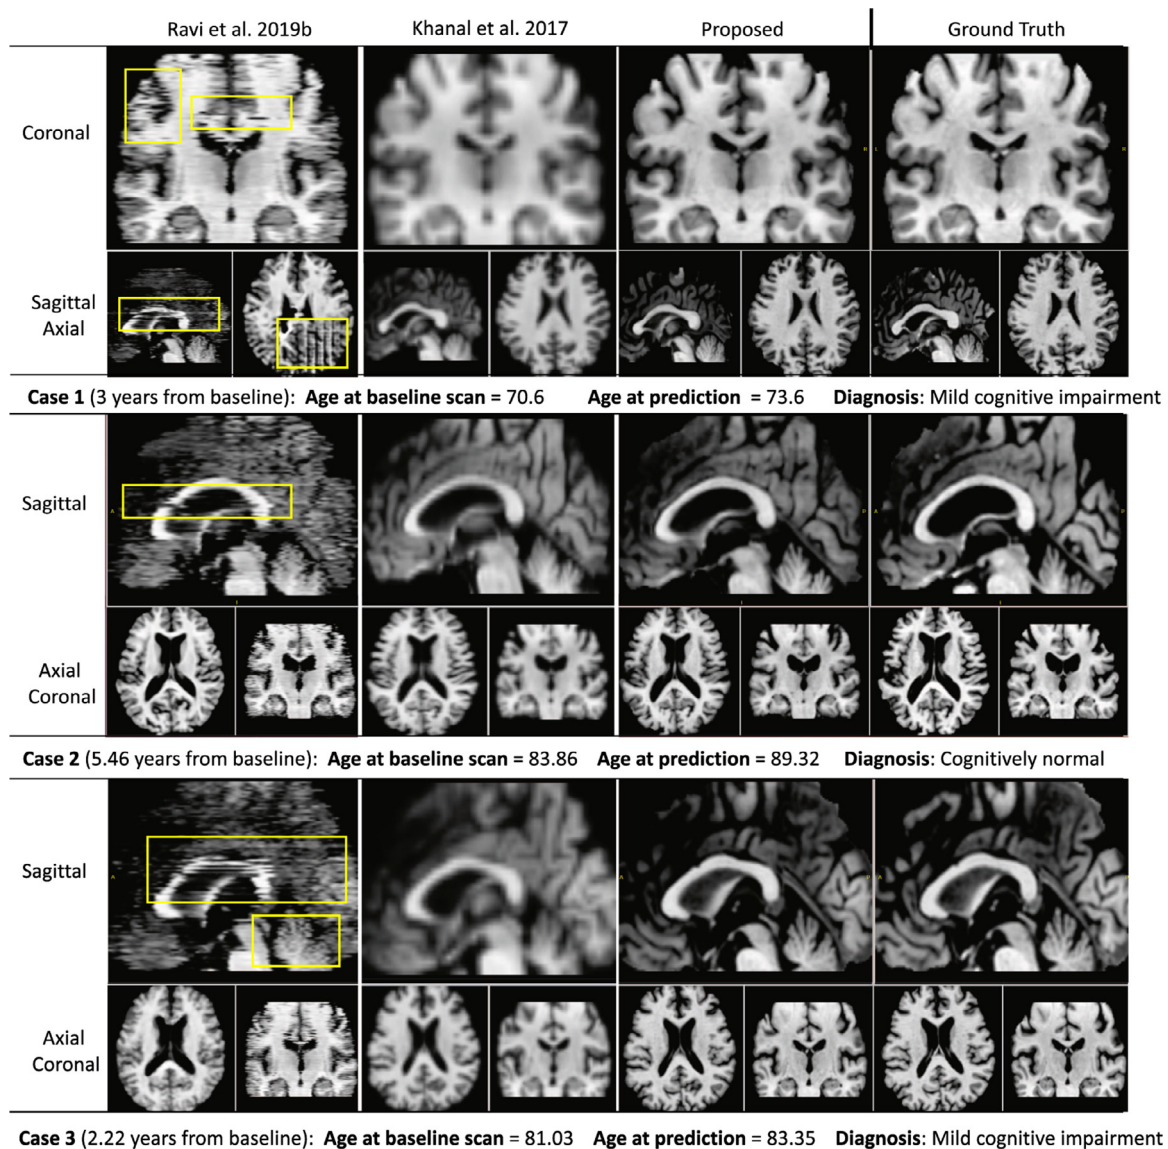 Ravi et al. 2019b Khanal et al. 2017 Proposed Ground Truth
Coronal
Sagittal
Axial
Case 1 (3 years from baseline): Age at baseline scan = 70.6 Age at prediction = 73.6 Diagnosis: Mild cognitive impairment
Sagittal
Axial
Coronal
Case 2 (5.46 years from baseline): Age at baseline scan = 83.86 Age at prediction = 89.32 Diagnosis: Cognitively normal
Sagittal
Axial
Coronal
Case 3 (2.22 years from baseline): Age at baseline scan = 81.03 Age at prediction = 83.35 Diagnosis: Mild cognitive impairment